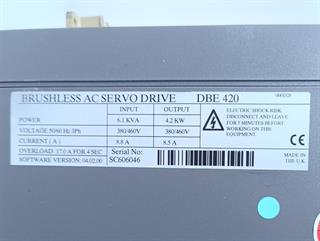 BRUSHLESS AC SERVO DRIVE DBE 420
INPUT OUTPUT
POWER 6.1 KVA 4.2 KW
VOLTAGE 50/60 Hz 3Ph 380/460V 380/460V
CURRENT ( A ) 8.8 A 8.5 A
OVERLOAD 17.0 A FOR 4 SEC
SOFTWARE VERSION 04.02.00
Serial No:
SC606046
ELECTRIC SHOCK RISK.
DISCONNECT AND LEAVE
FOR 7 MINUTES BEFORE
WORKING ON EQUIPMENT.
CE
MADE IN
THE U.K.